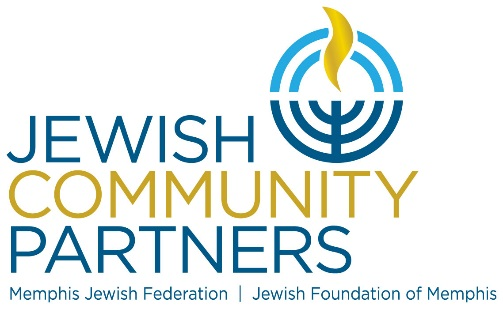 JEWISH
COMMUNITY
PARTNERS
Memphis Jewish Federation | Jewish Foundation of Memphis